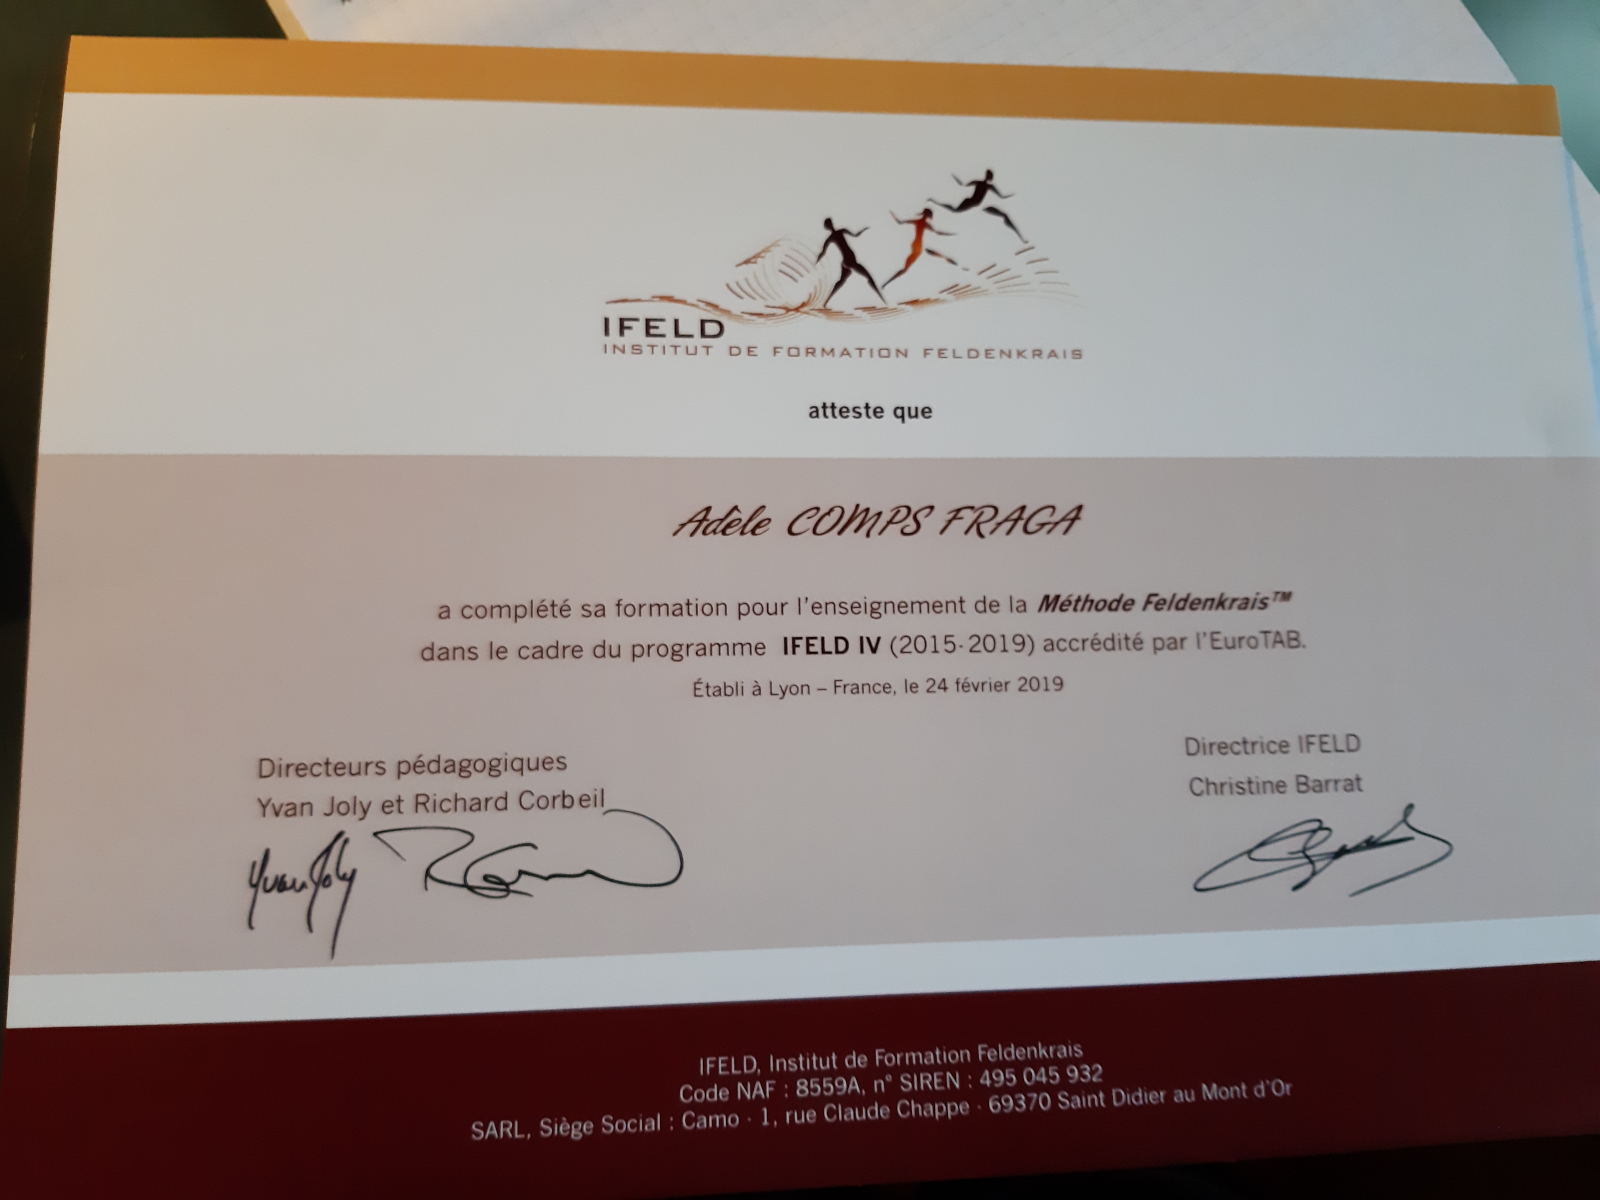 IFELD
INSTITUT DE FORMATION FELDENKRAIS
atteste que
Adèle COMPS FRAGA
a complété sa formation pour l'enseignement de la Méthode Feldenkrais™
dans le cadre du programme IFELD IV (2015-2019) accrédité par l'EuroTAB.
Établi à Lyon – France, le 24 février 2019
Directeurs pédagogiques
Yvan Joly et Richard Corbeil
Yvan Joly
Directrice IFELD
Christine Barrat
IFELD, Institut de Formation Feldenkrais
Code NAF : 8559A, n° SIREN : 495 045 932
SARL, Siège Social : Camo · 1, rue Claude Chappe · 69370 Saint Didier au Mont d'Or